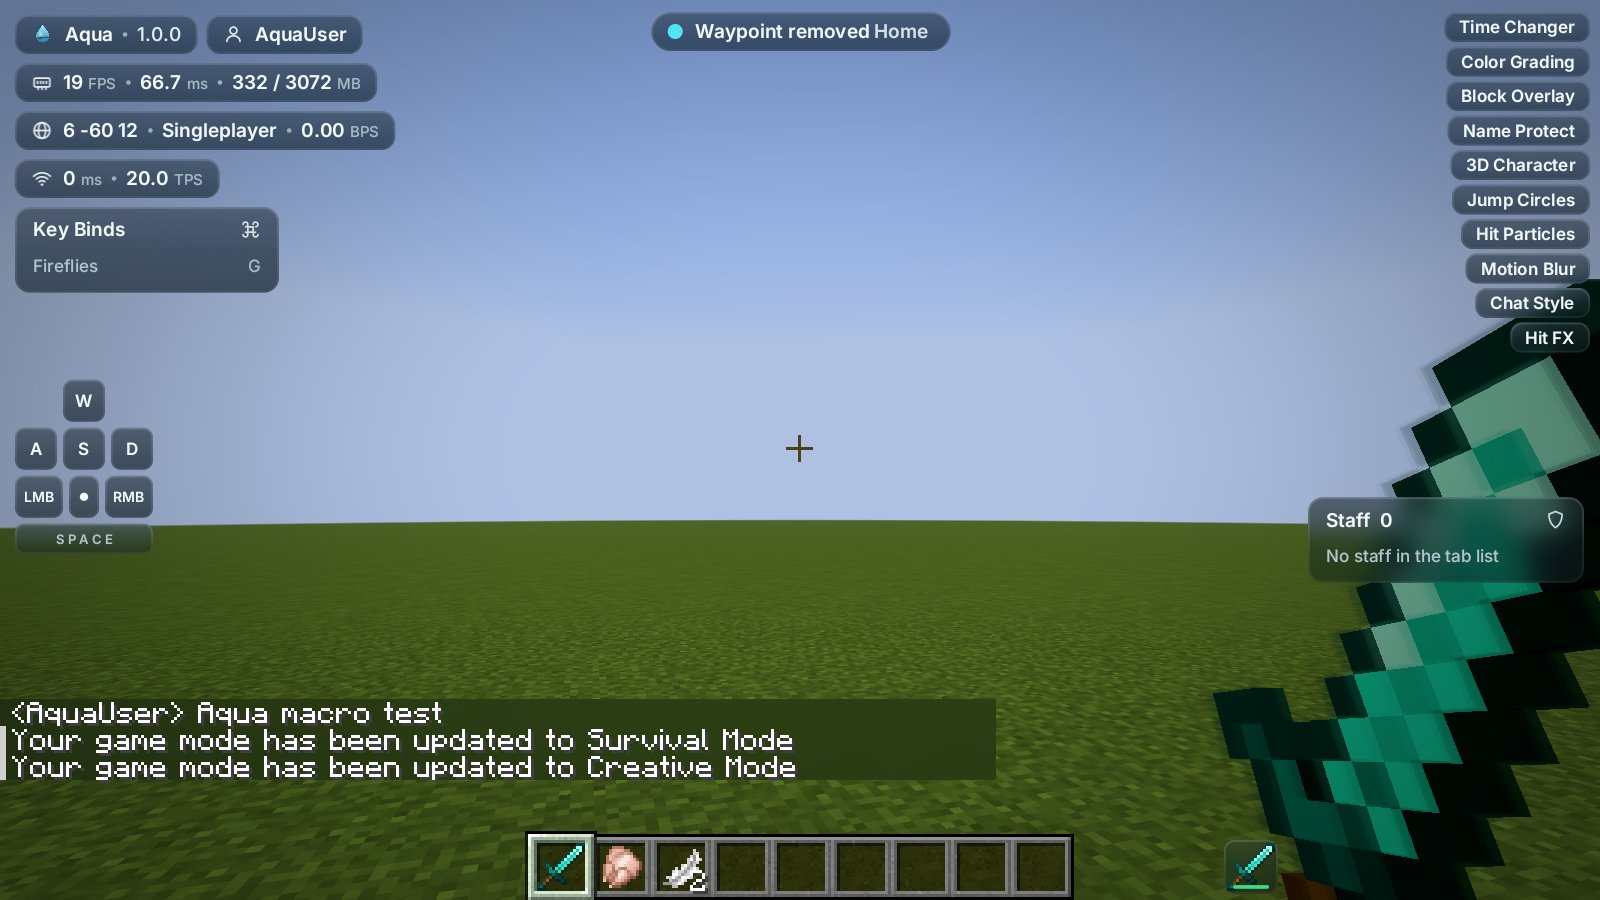 Aqua • 1.0.0
AquaUser
19 FPS • 66.7 ms • 332 / 3072 MB
6 -60 12 • Singleplayer • 0.00 BPS
0 ms • 20.0 TPS
Key Binds ⌘
Fireflies G
Waypoint removed Home
Time Changer
Color Grading
Block Overlay
Name Protect
3D Character
Jump Circles
Hit Particles
Motion Blur
Chat Style
Hit FX
W
A S D
LMB RMB
SPACE
Staff 0
No staff in the tab list
<AquaUser> Aqua macro test
Your game mode has been updated to Survival Mode
Your game mode has been updated to Creative Mode
2